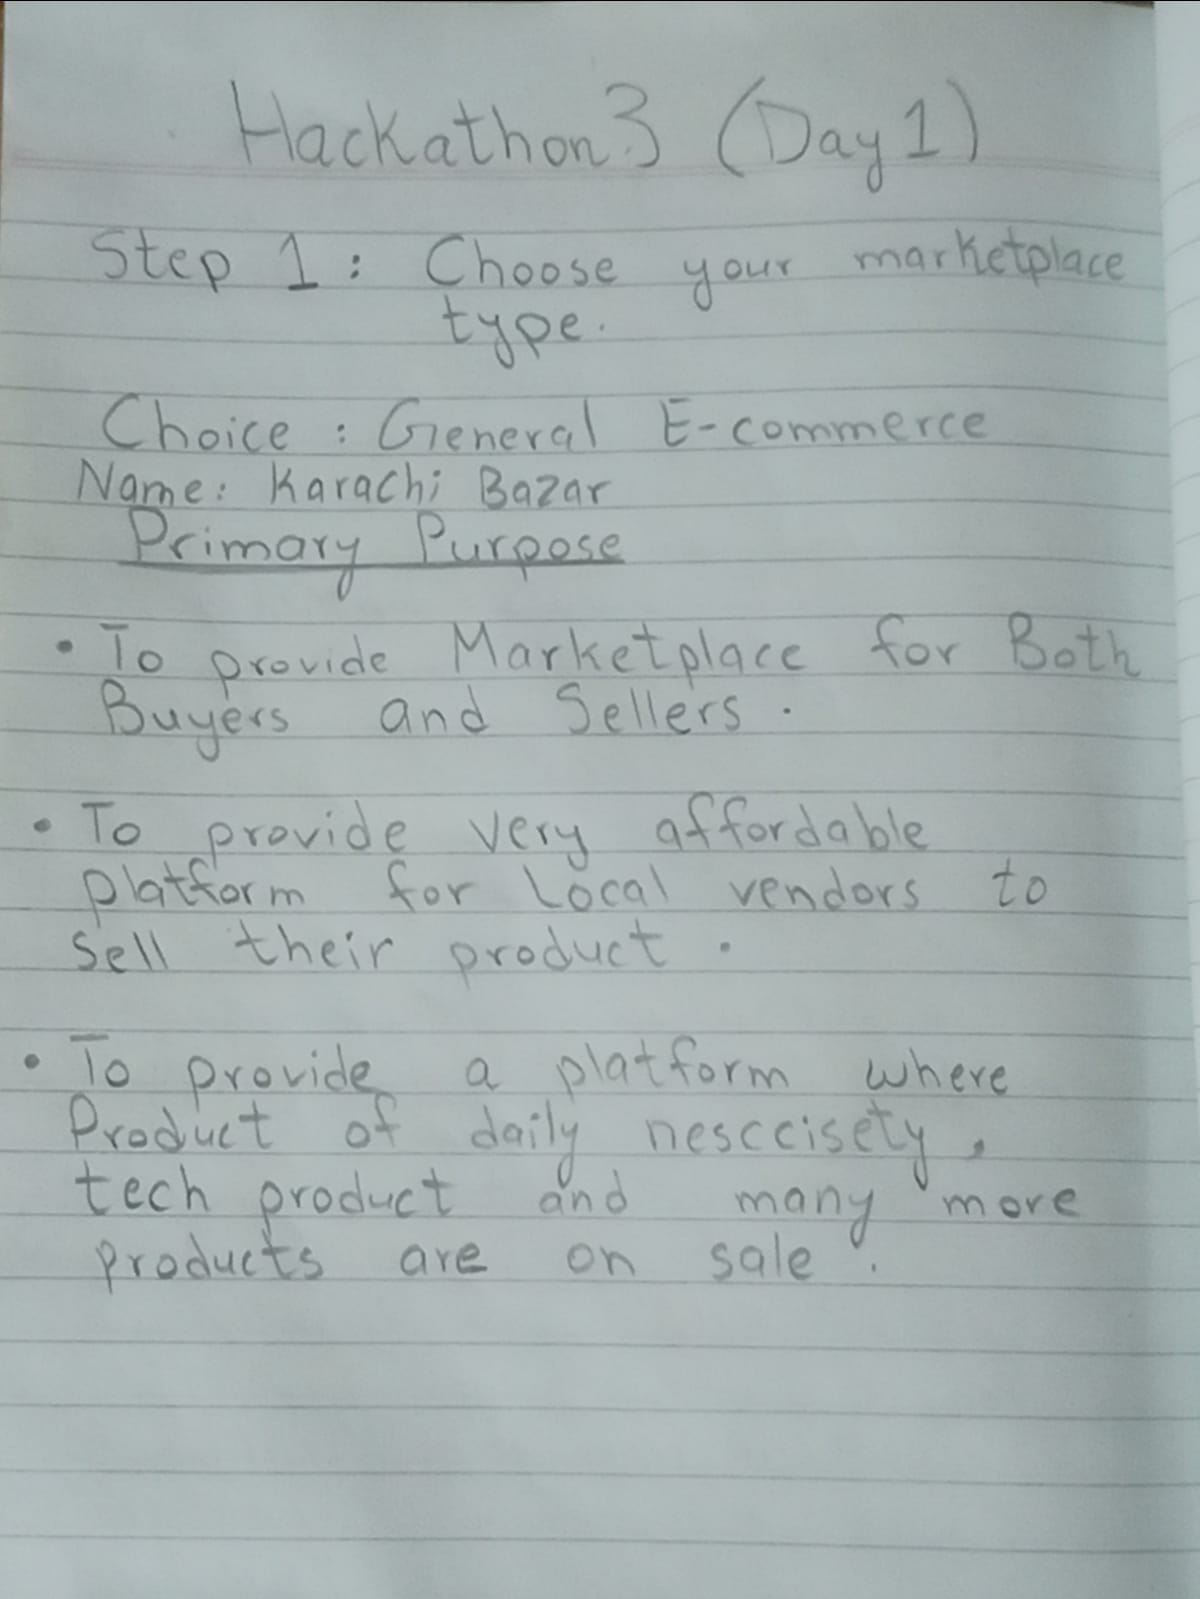 Hackathon 3 (Day 1)
Step 1 : Choose your marketplace
type.
Choice : General E-commerce
Name: Karachi Bazar
Primary Purpose
• To provide Marketplace for Both
Buyers and Sellers.
• To provide very affordable
platform for Local vendors to
sell their product.
• To provide a platform where
Product of daily nesccisety,
tech product and many more
products are on sale.